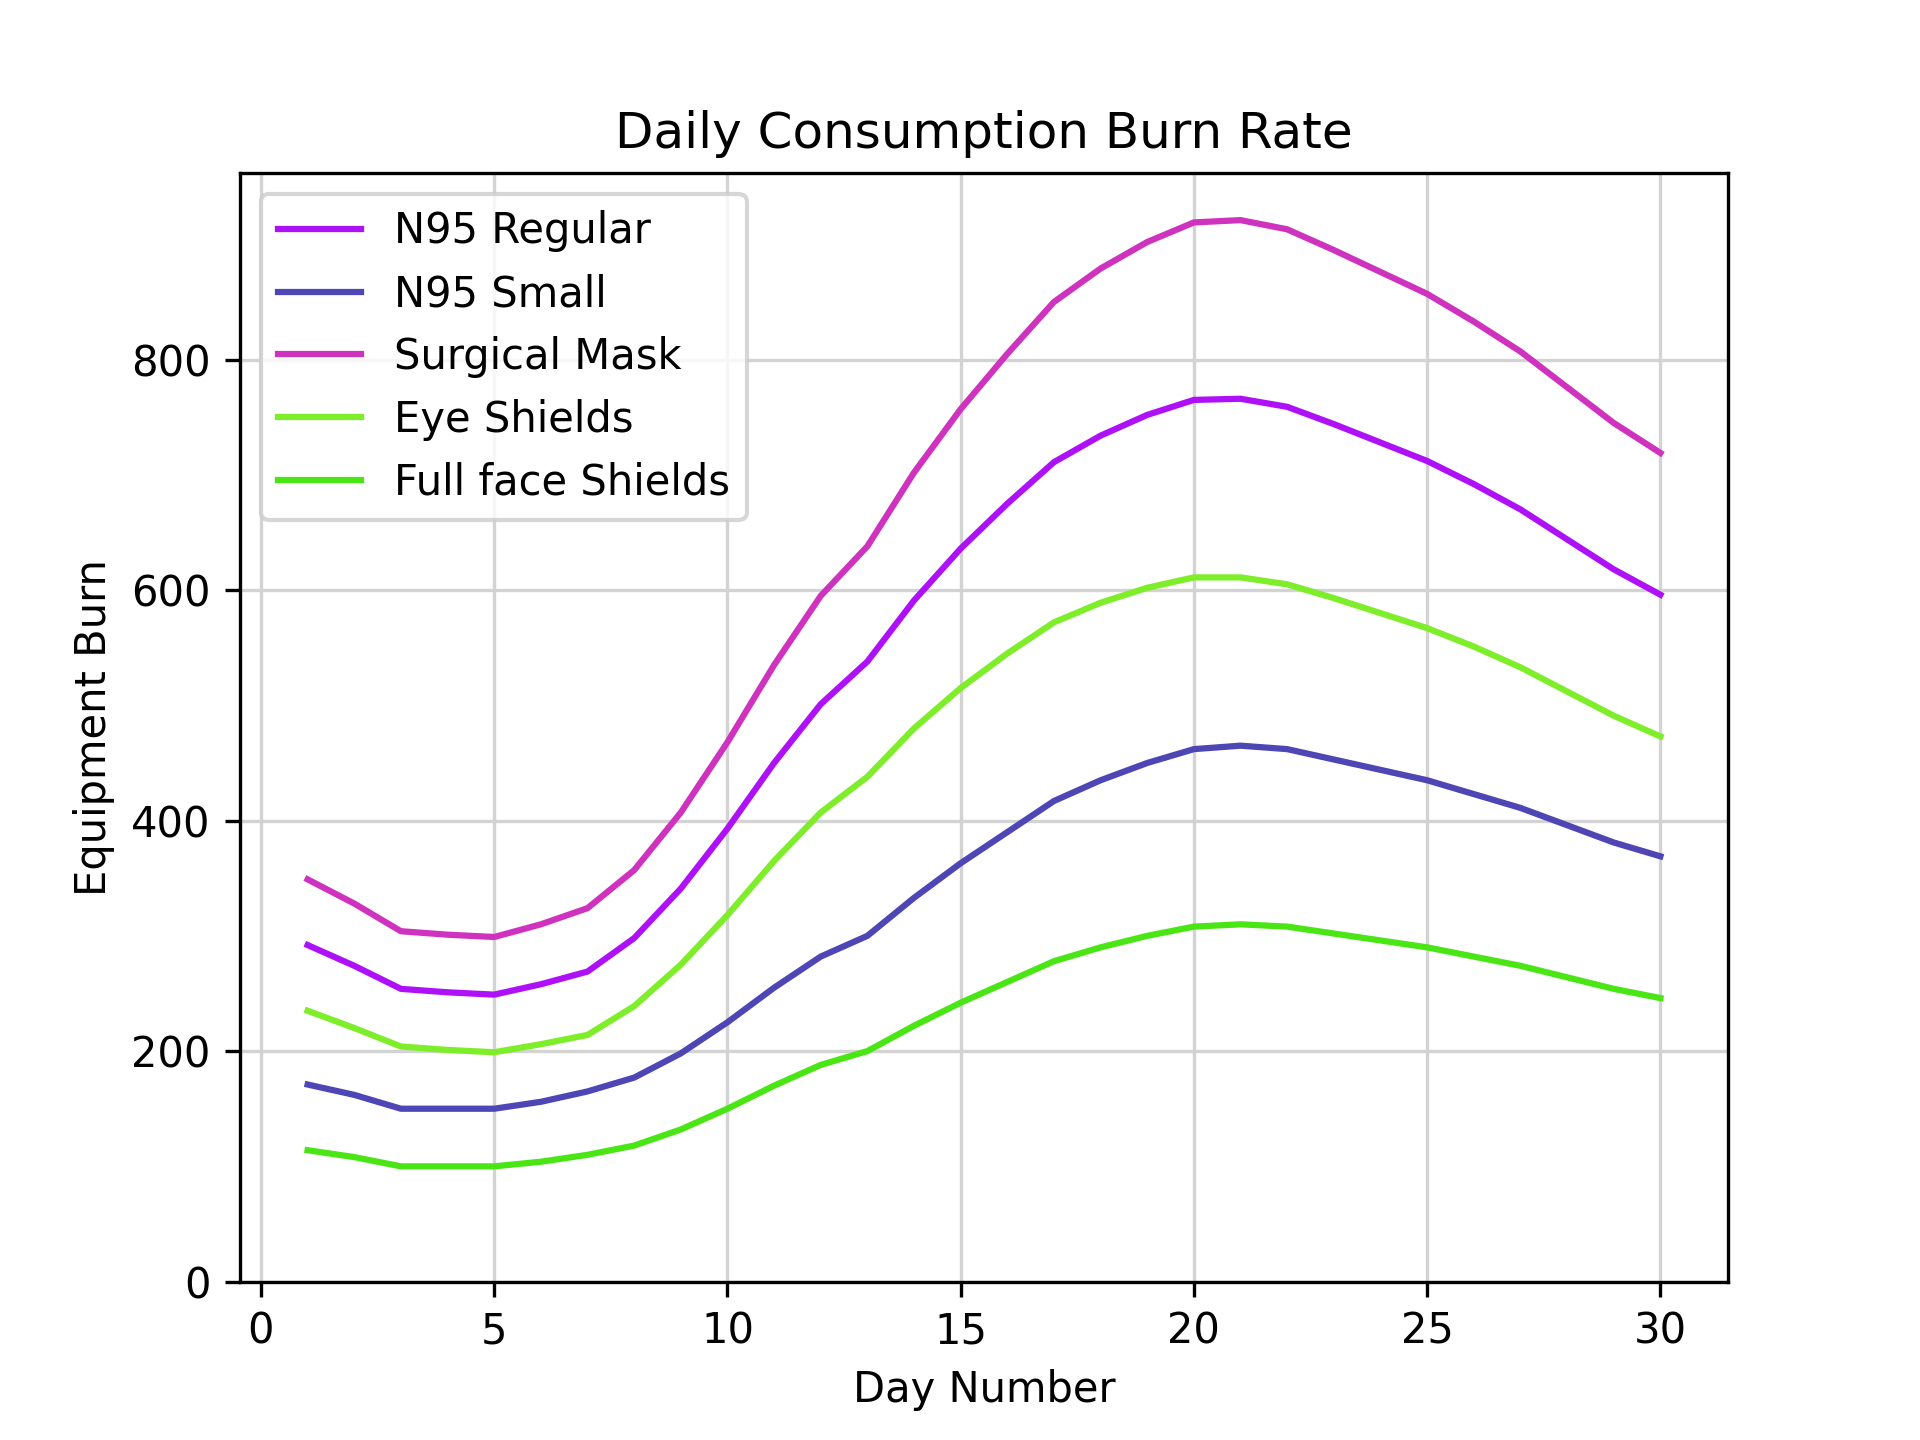 Daily Consumption Burn Rate
N95 Regular
N95 Small
Surgical Mask
Eye Shields
Full face Shields
Equipment Burn
800
600
400
200
0
0 5 10 15 20 25 30
Day Number